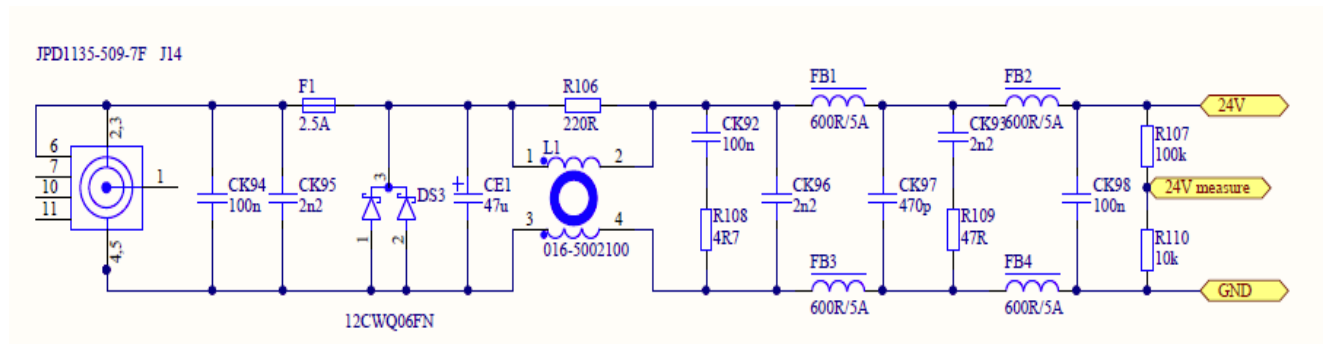 JPD1135-509-7F J14
F1
2.5A
R106
220R
FB1
600R/5A
FB2
600R/5A
24V
2,3
6
7
10
11
1
4,5
CK94
100n
CK95
2n2
3
DS3
1
2
12CWQ06FN
+
CE1
47u
L1
1
2
3
4
016-5002100
CK92
100n
R108
4R7
CK96
2n2
CK97
470p
CK93
2n2
R109
47R
CK98
100n
R107
100k
24V measure
R110
10k
FB3
600R/5A
FB4
600R/5A
GND